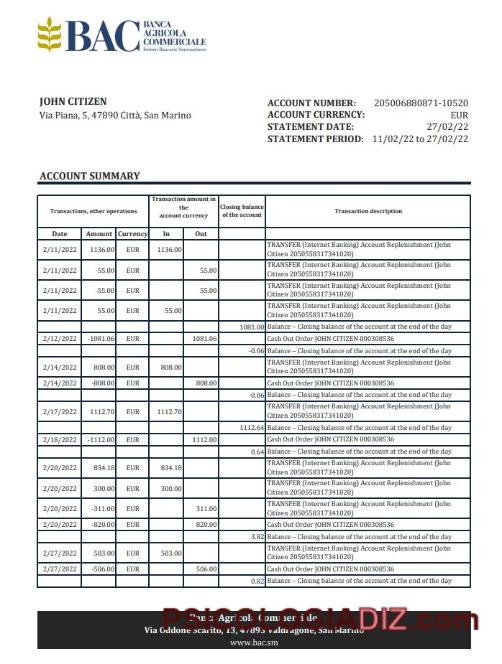 BAC BANCA
AGRICOLA
COMMERCIALE
Istituto Bancario Sammarinese
JOHN CITIZEN
Via Piana, 5, 47890 Città, San Marino
ACCOUNT NUMBER: 205006880871-10520
ACCOUNT CURRENCY: EUR
STATEMENT DATE: 27/02/22
STATEMENT PERIOD: 11/02/22 to 27/02/22
ACCOUNT SUMMARY
Transactions, other operations
Transaction amount in
the
account currency
Closing balance
of the account
Transaction description
Date Amount Currency In Out
2/11/2022 1136.00 EUR 1136.00 TRANSFER (Internet Banking) Account Replenishment (John
Citizen 2050558317341020)
2/11/2022 -55.00 EUR 55.00 TRANSFER (Internet Banking) Account Replenishment (John
Citizen 2050558317341020)
2/11/2022 -55.00 EUR 55.00 TRANSFER (Internet Banking) Account Replenishment (John
Citizen 2050558317341020)
2/11/2022 55.00 EUR 55.00 TRANSFER (Internet Banking) Account Replenishment (John
Citizen 2050558317341020)
1081.00 Balance – Closing balance of the account at the end of the day
2/12/2022 -1081.06 EUR 1081.06 Cash Out Order JOHN CITIZEN 000308536
-0.06 Balance – Closing balance of the account at the end of the day
2/14/2022 808.00 EUR 808.00 TRANSFER (Internet Banking) Account Replenishment (John
Citizen 2050558317341020)
2/14/2022 -808.00 EUR 808.00 Cash Out Order JOHN CITIZEN 000308536
-0.06 Balance – Closing balance of the account at the end of the day
2/17/2022 1112.70 EUR 1112.70 TRANSFER (Internet Banking) Account Replenishment (John
Citizen 2050558317341020)
1112.64 Balance – Closing balance of the account at the end of the day
2/18/2022 -1112.00 EUR 1112.00 Cash Out Order JOHN CITIZEN 000308536
0.64 Balance – Closing balance of the account at the end of the day
2/20/2022 834.18 EUR 834.18 TRANSFER (Internet Banking) Account Replenishment (John
Citizen 2050558317341020)
2/20/2022 300.00 EUR 300.00 TRANSFER (Internet Banking) Account Replenishment (John
Citizen 2050558317341020)
2/20/2022 -311.00 EUR 311.00 TRANSFER (Internet Banking) Account Replenishment (John
Citizen 2050558317341020)
2/20/2022 -820.00 EUR 820.00 Cash Out Order JOHN CITIZEN 000308536
3.82 Balance – Closing balance of the account at the end of the day
2/27/2022 503.00 EUR 503.00 TRANSFER (Internet Banking) Account Replenishment (John
Citizen 2050558317341020)
2/27/2022 -506.00 EUR 506.00 Cash Out Order JOHN CITIZEN 000308536
0.82 Balance – Closing balance of the account at the end of the day
Banca Agricola Commerciale
PSICOLOGIADIZ.com
Via Oddone Scarito, 13, 47893 Valdragone, San Marino
www.bac.sm